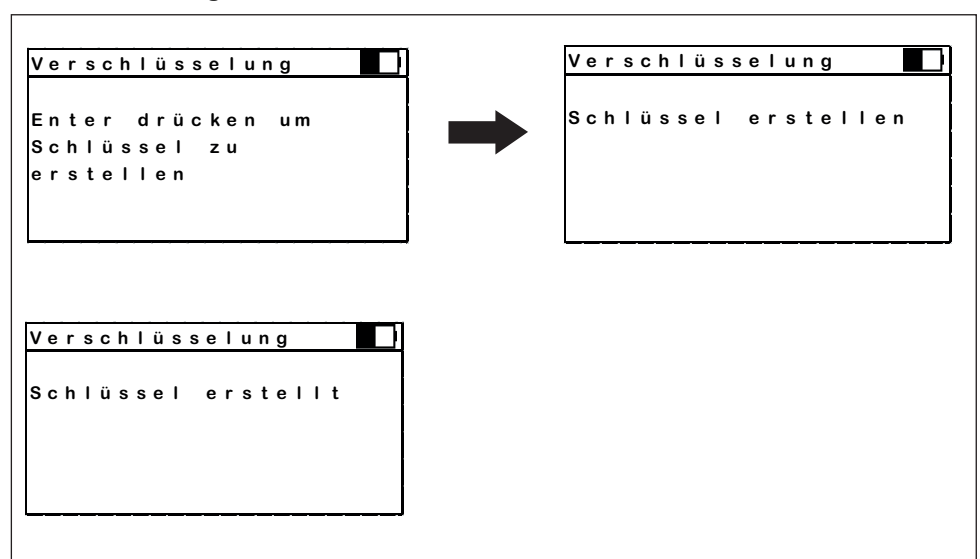 Verschlüsselung
Enter drücken um
Schlüssel zu
erstellen
Verschlüsselung
Schlüssel erstellen
Verschlüsselung
Schlüssel erstellt